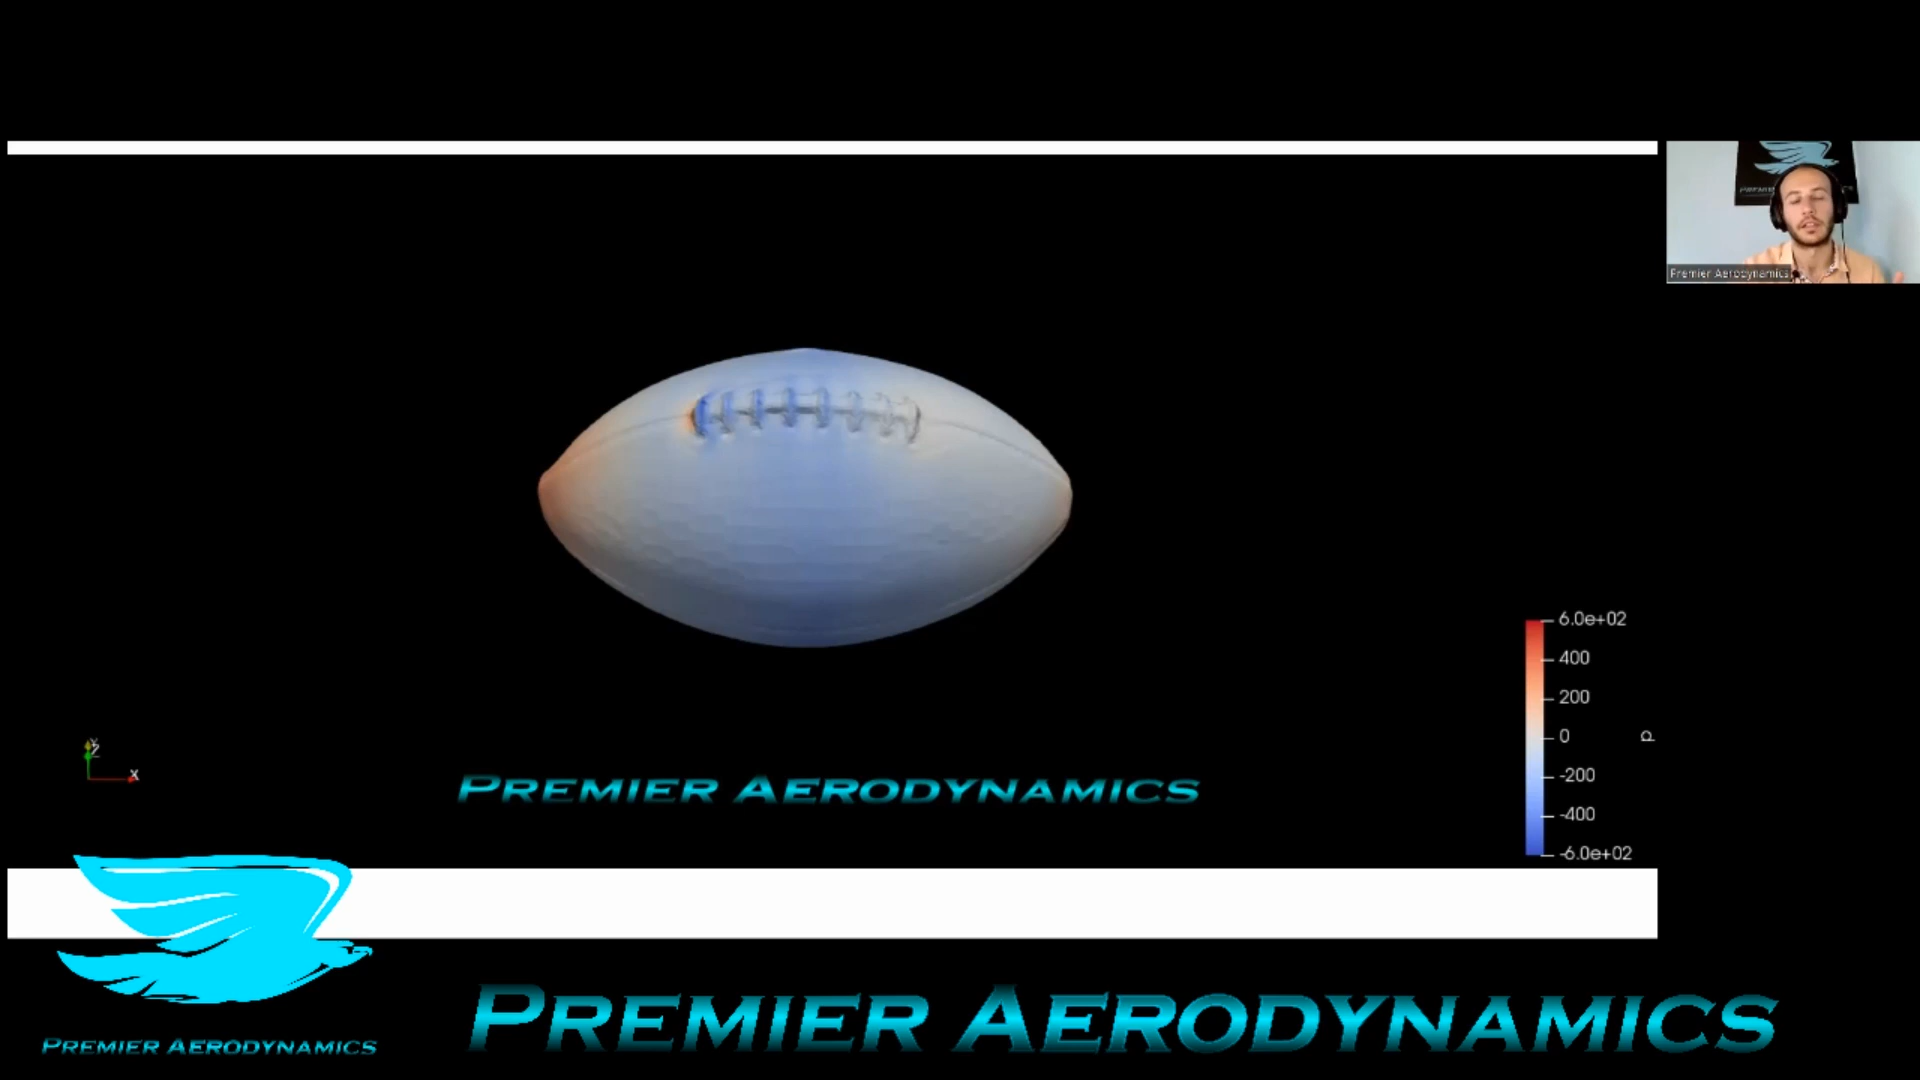 Premier Aerodynamics
6.0e+02
400
200
0
-200
-400
-6.0e+02
p
Y
Z
X
PREMIER AERODYNAMICS
PREMIER AERODYNAMICS
PREMIER AERODYNAMICS